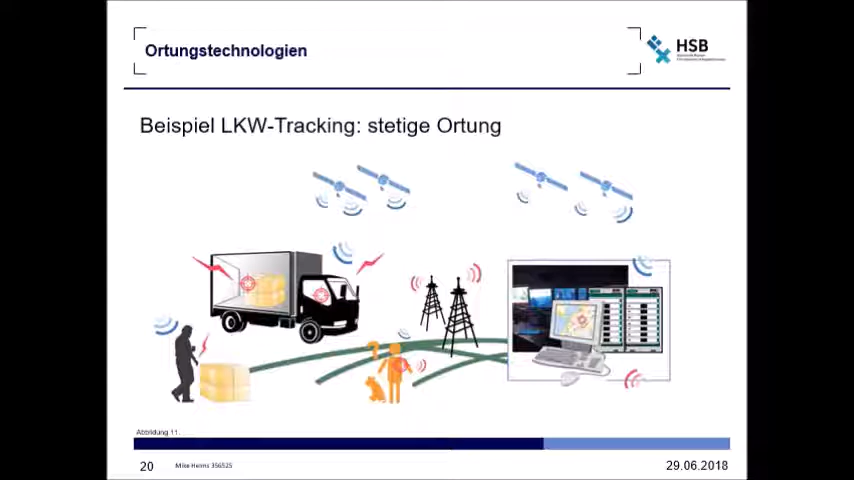 Ortungstechnologien
HSB
Beispiel LKW-Tracking: stetige Ortung
?
Abbildung 11.
20
Mike Heims 356525
29.06.2018